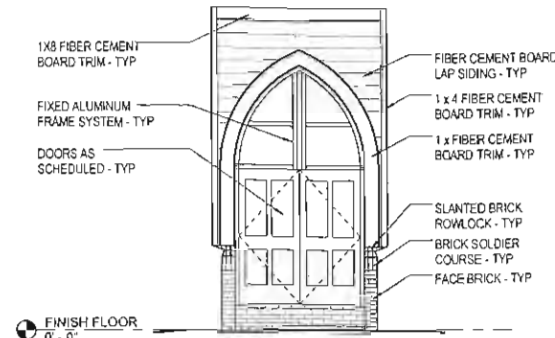 1X8 FIBER CEMENT
BOARD TRIM - TYP
FIXED ALUMINUM
FRAME SYSTEM - TYP
DOORS AS
SCHEDULED - TYP
FIBER CEMENT BOARD
LAP SIDING - TYP
1 x 4 FIBER CEMENT
BOARD TRIM - TYP
1 x FIBER CEMENT
BOARD TRIM - TYP
SLANTED BRICK
ROWLOCK - TYP
BRICK SOLDIER
COURSE - TYP
FACE BRICK - TYP
FINISH FLOOR
0' - 0"